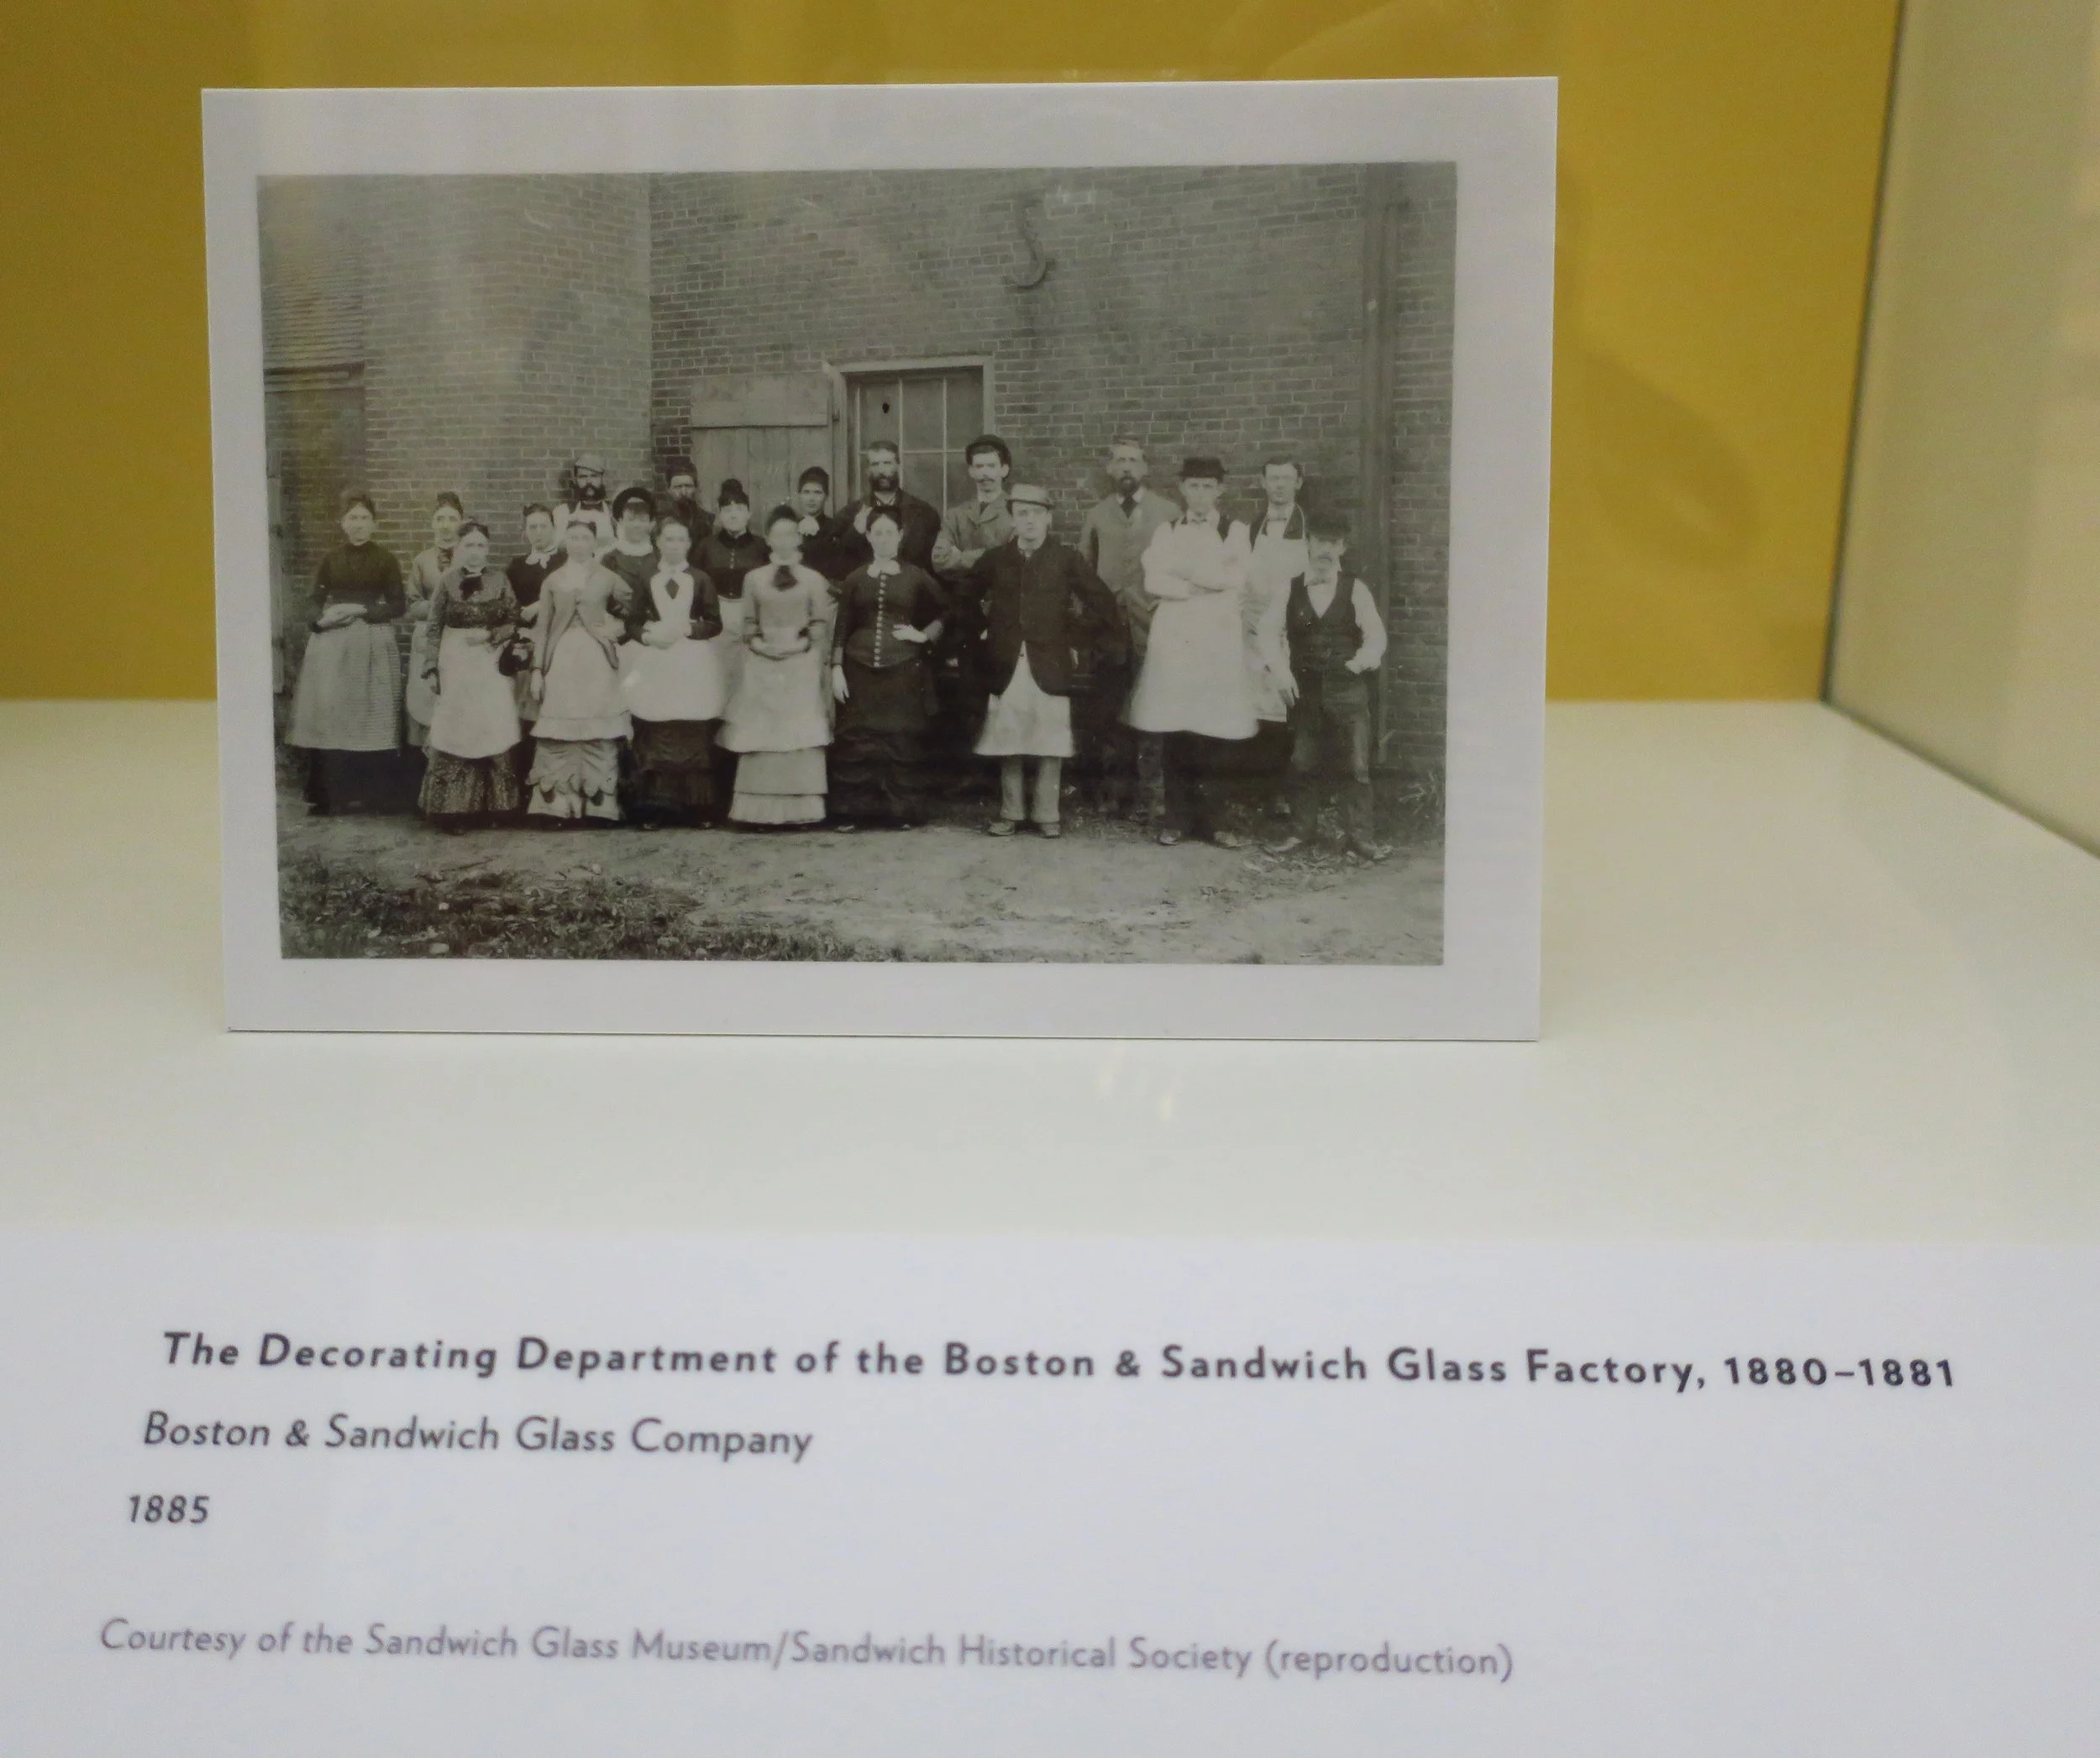 The Decorating Department of the Boston & Sandwich Glass Factory, 1880–1881
Boston & Sandwich Glass Company
1885
Courtesy of the Sandwich Glass Museum/Sandwich Historical Society (reproduction)